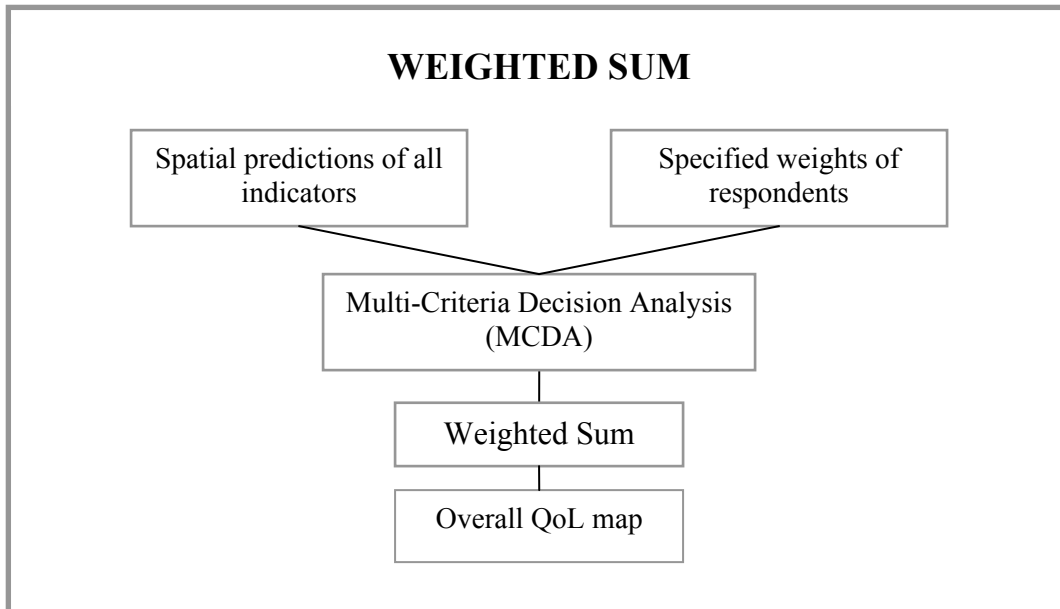 WEIGHTED SUM
Spatial predictions of all
indicators
Specified weights of
respondents
Multi-Criteria Decision Analysis
(MCDA)
Weighted Sum
Overall QoL map